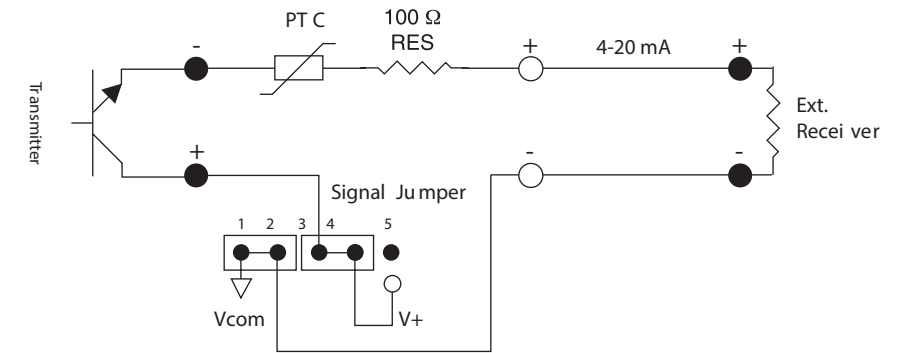 PT C
100 Ω
RES
-
+
4-20 mA
+
Transmitter
Ext.
Recei ver
+
-
-
Signal Ju mper
1 2 3 4 5
Vcom
V+